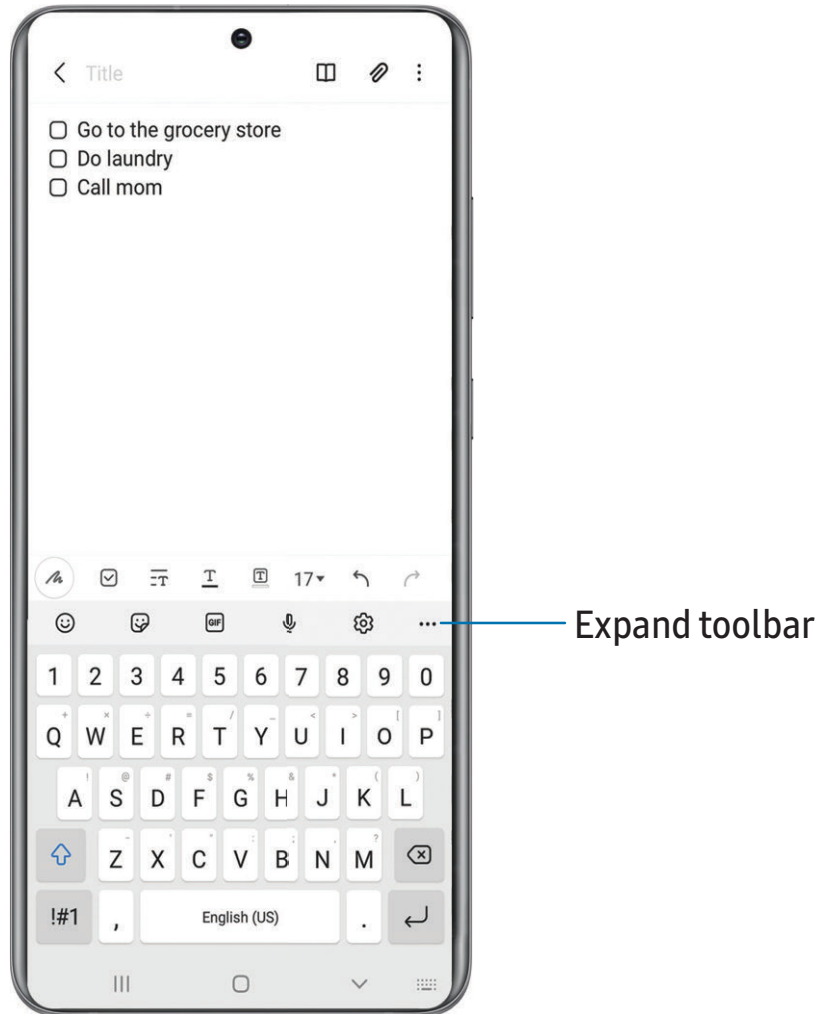 Title
Go to the grocery store
Do laundry
Call mom
T T T 17
GIF
Expand toolbar
1 2 3 4 5 6 7 8 9 0
+ × ÷ = / _ < > [ ]
Q W E R T Y U I O P
! @ # $ % & * ( )
A S D F G H J K L
- ' " : ; , ?
Z X C V B N M
!#1 , English (US) .